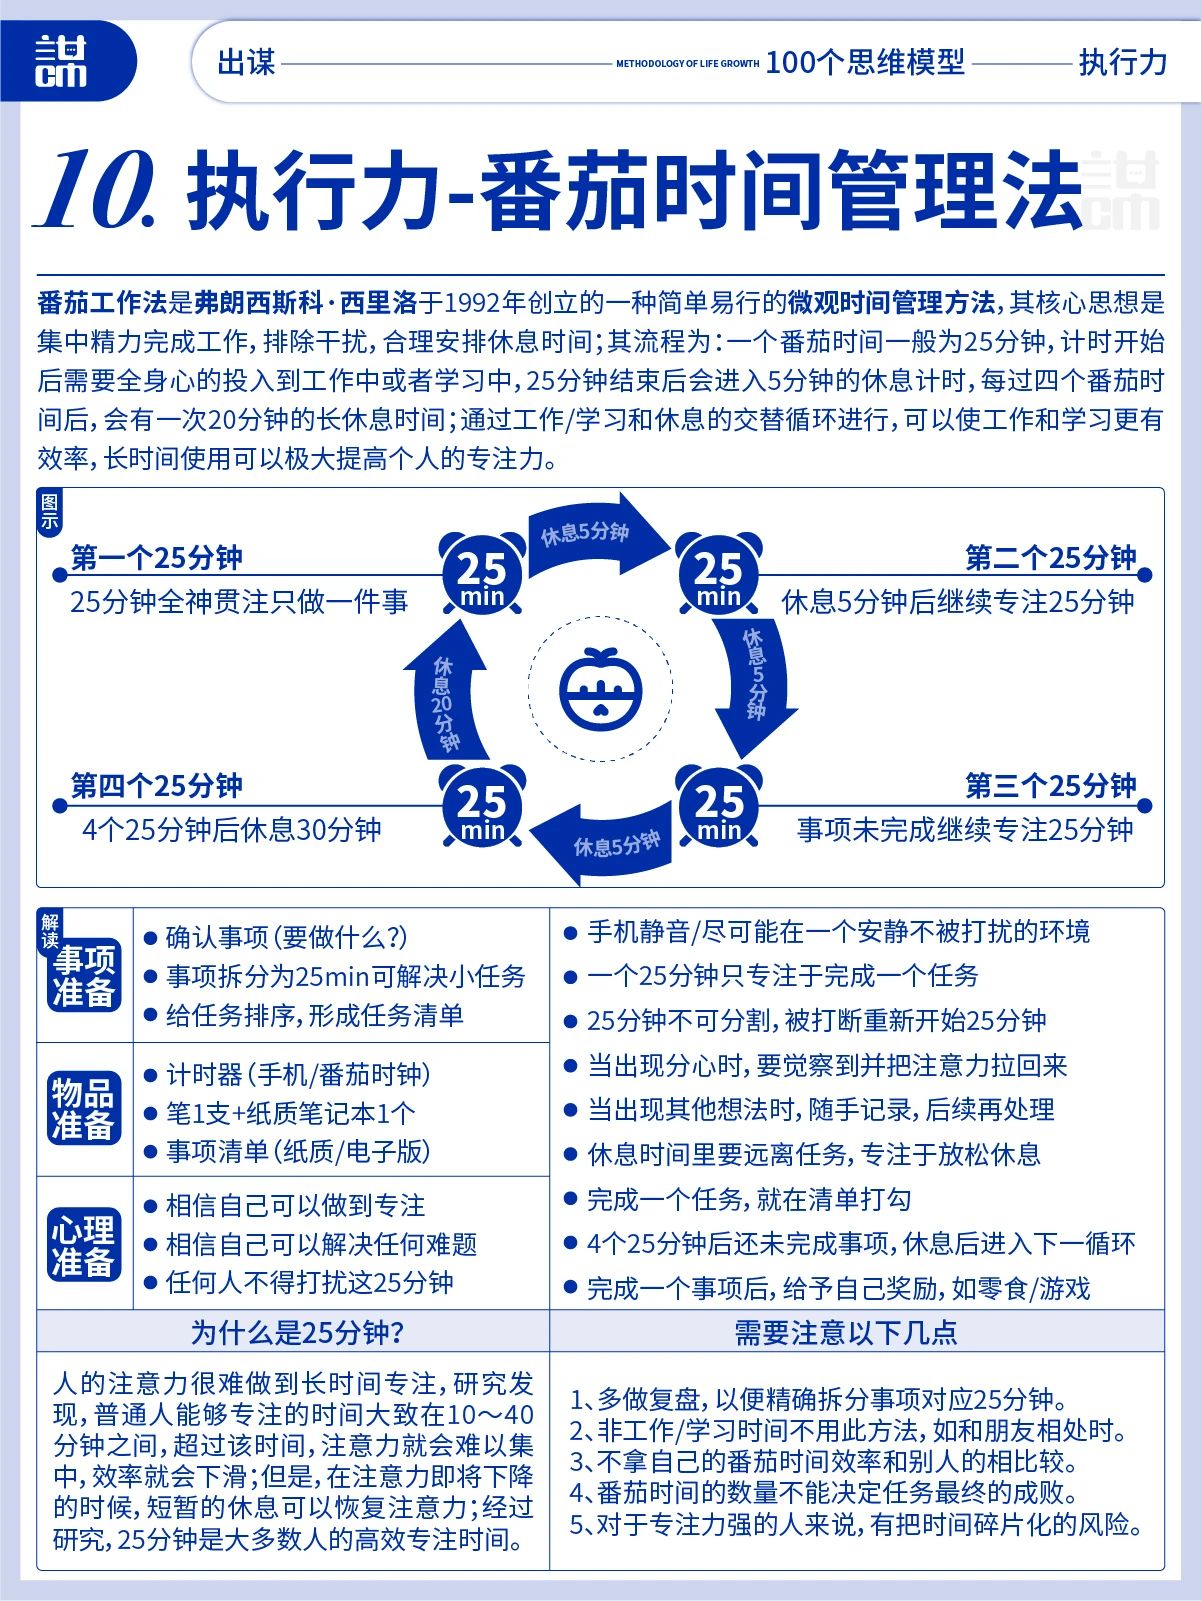 谋
cm
出谋
METHODOLOGY OF LIFE GROWTH 100个思维模型
执行力
10. 执行力-番茄时间管理法
番茄工作法是弗朗西斯科·西里洛于1992年创立的一种简单易行的微观时间管理方法，其核心思想是
集中精力完成工作，排除干扰，合理安排休息时间；其流程为：一个番茄时间一般为25分钟，计时开始
后需要全身心的投入到工作中或者学习中，25分钟结束后会进入5分钟的休息计时，每过四个番茄时
间后，会有一次20分钟的长休息时间；通过工作/学习和休息的交替循环进行，可以使工作和学习更有
效率，长时间使用可以极大提高个人的专注力。
图示
第一个25分钟
25分钟全神贯注只做一件事
25
min
休息5分钟
25
min
第二个25分钟
休息5分钟后继续专注25分钟
休息20分钟
休息5分钟
第四个25分钟
4个25分钟后休息30分钟
25
min
休息5分钟
25
min
第三个25分钟
事项未完成继续专注25分钟
解读
事项
准备
● 确认事项（要做什么？）
● 事项拆分为25min可解决小任务
● 给任务排序，形成任务清单
物品
准备
● 计时器（手机/番茄时钟）
● 笔1支+纸质笔记本1个
● 事项清单（纸质/电子版）
心理
准备
● 相信自己可以做到专注
● 相信自己可以解决任何难题
● 任何人不得打扰这25分钟
● 手机静音/尽可能在一个安静不被打扰的环境
● 一个25分钟只专注于完成一个任务
● 25分钟不可分割，被打断重新开始25分钟
● 当出现分心时，要觉察到并把注意力拉回来
● 当出现其他想法时，随手记录，后续再处理
● 休息时间里要远离任务，专注于放松休息
● 完成一个任务，就在清单打勾
● 4个25分钟后还未完成事项，休息后进入下一循环
● 完成一个事项后，给予自己奖励，如零食/游戏
为什么是25分钟？
人的注意力很难做到长时间专注，研究发
现，普通人能够专注的时间大致在10～40
分钟之间，超过该时间，注意力就会难以集
中，效率就会下滑；但是，在注意力即将下降
的时候，短暂的休息可以恢复注意力；经过
研究，25分钟是大多数人的高效专注时间。
需要注意以下几点
1、多做复盘，以便精确拆分事项对应25分钟。
2、非工作/学习时间不用此方法，如和朋友相处时。
3、不拿自己的番茄时间效率和别人的相比较。
4、番茄时间的数量不能决定任务最终的成败。
5、对于专注力强的人来说，有把时间碎片化的风险。